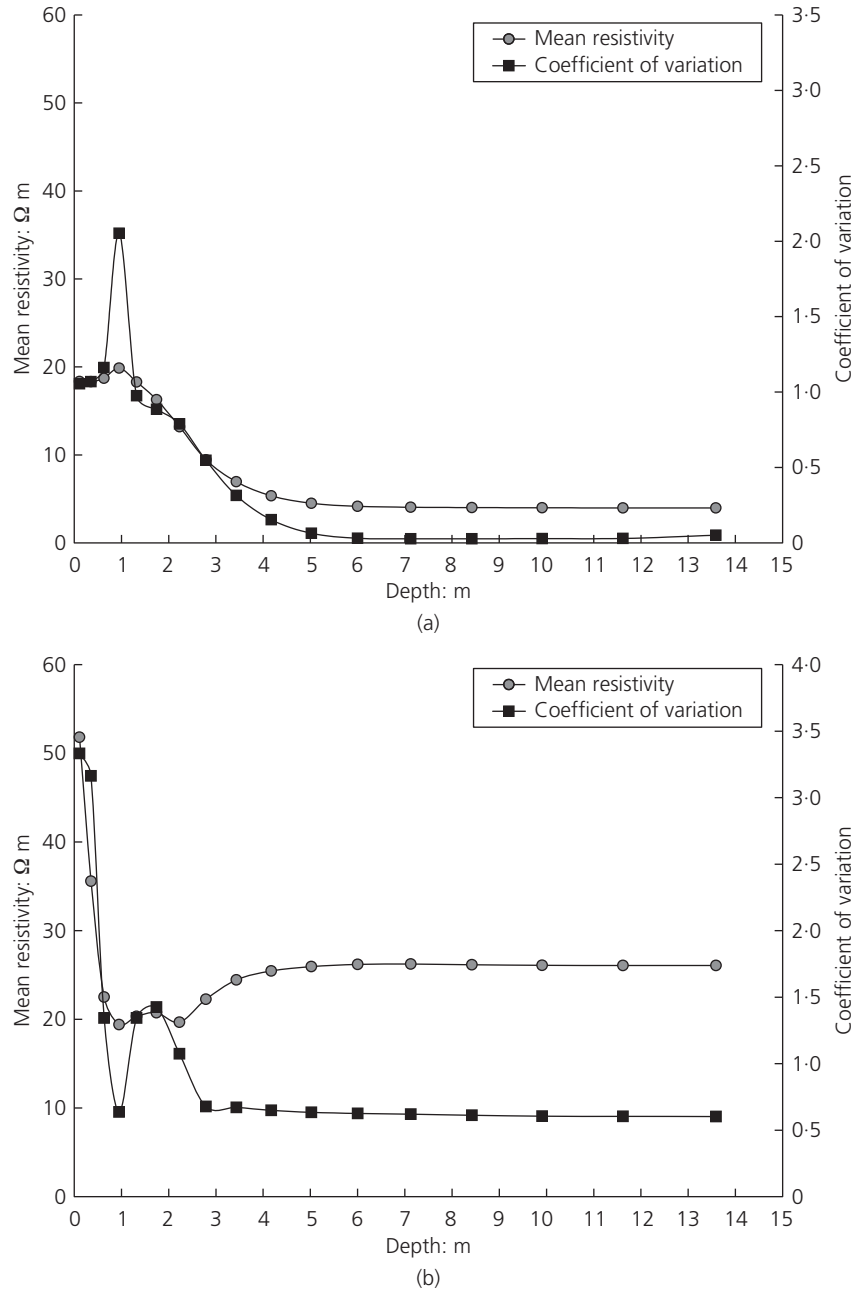 60
50
40
30
20
10
0
Mean resistivity: Ω m
3·5
3·0
2·5
2·0
1·5
1·0
0·5
0
Coefficient of variation
Mean resistivity
Coefficient of variation
0 1 2 3 4 5 6 7 8 9 10 11 12 13 14 15
Depth: m
(a)
60
50
40
30
20
10
0
Mean resistivity: Ω m
4·0
3·5
3·0
2·5
2·0
1·5
1·0
0·5
0
Coefficient of variation
Mean resistivity
Coefficient of variation
0 1 2 3 4 5 6 7 8 9 10 11 12 13 14 15
Depth: m
(b)